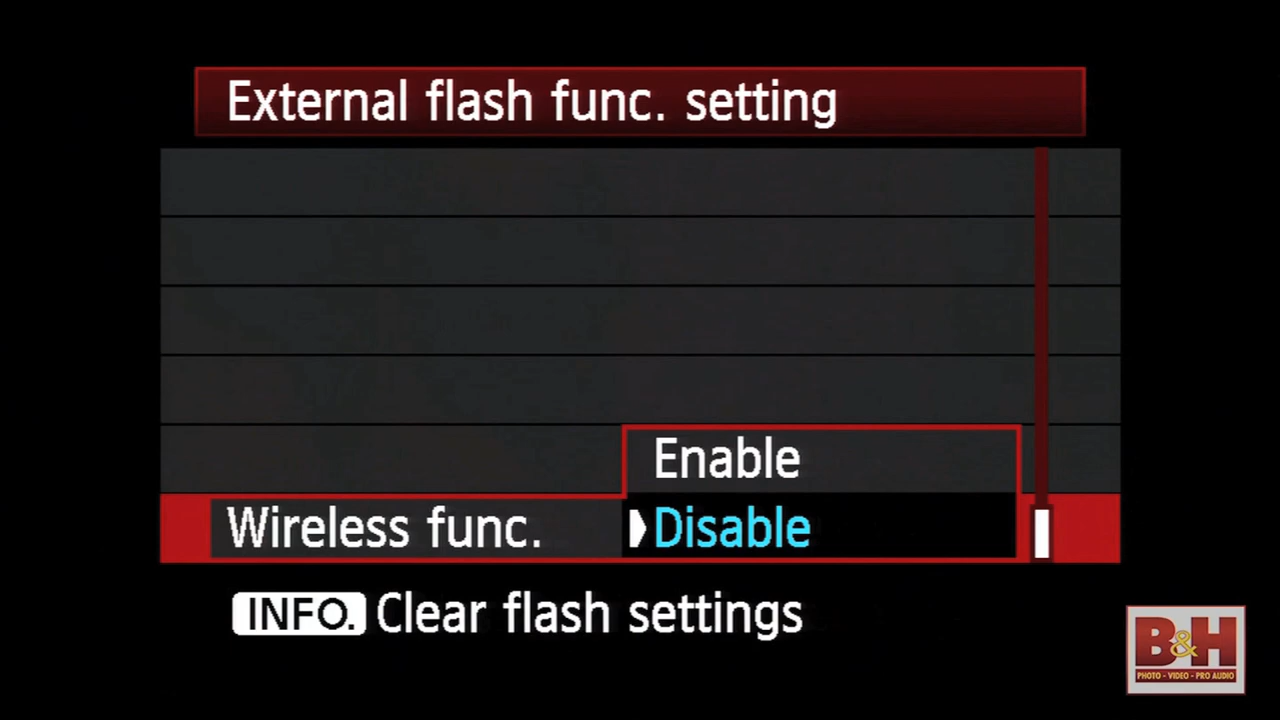 External flash func. setting
Enable
Wireless func. Disable
INFO. Clear flash settings
B&H
PHOTO - VIDEO - PRO AUDIO